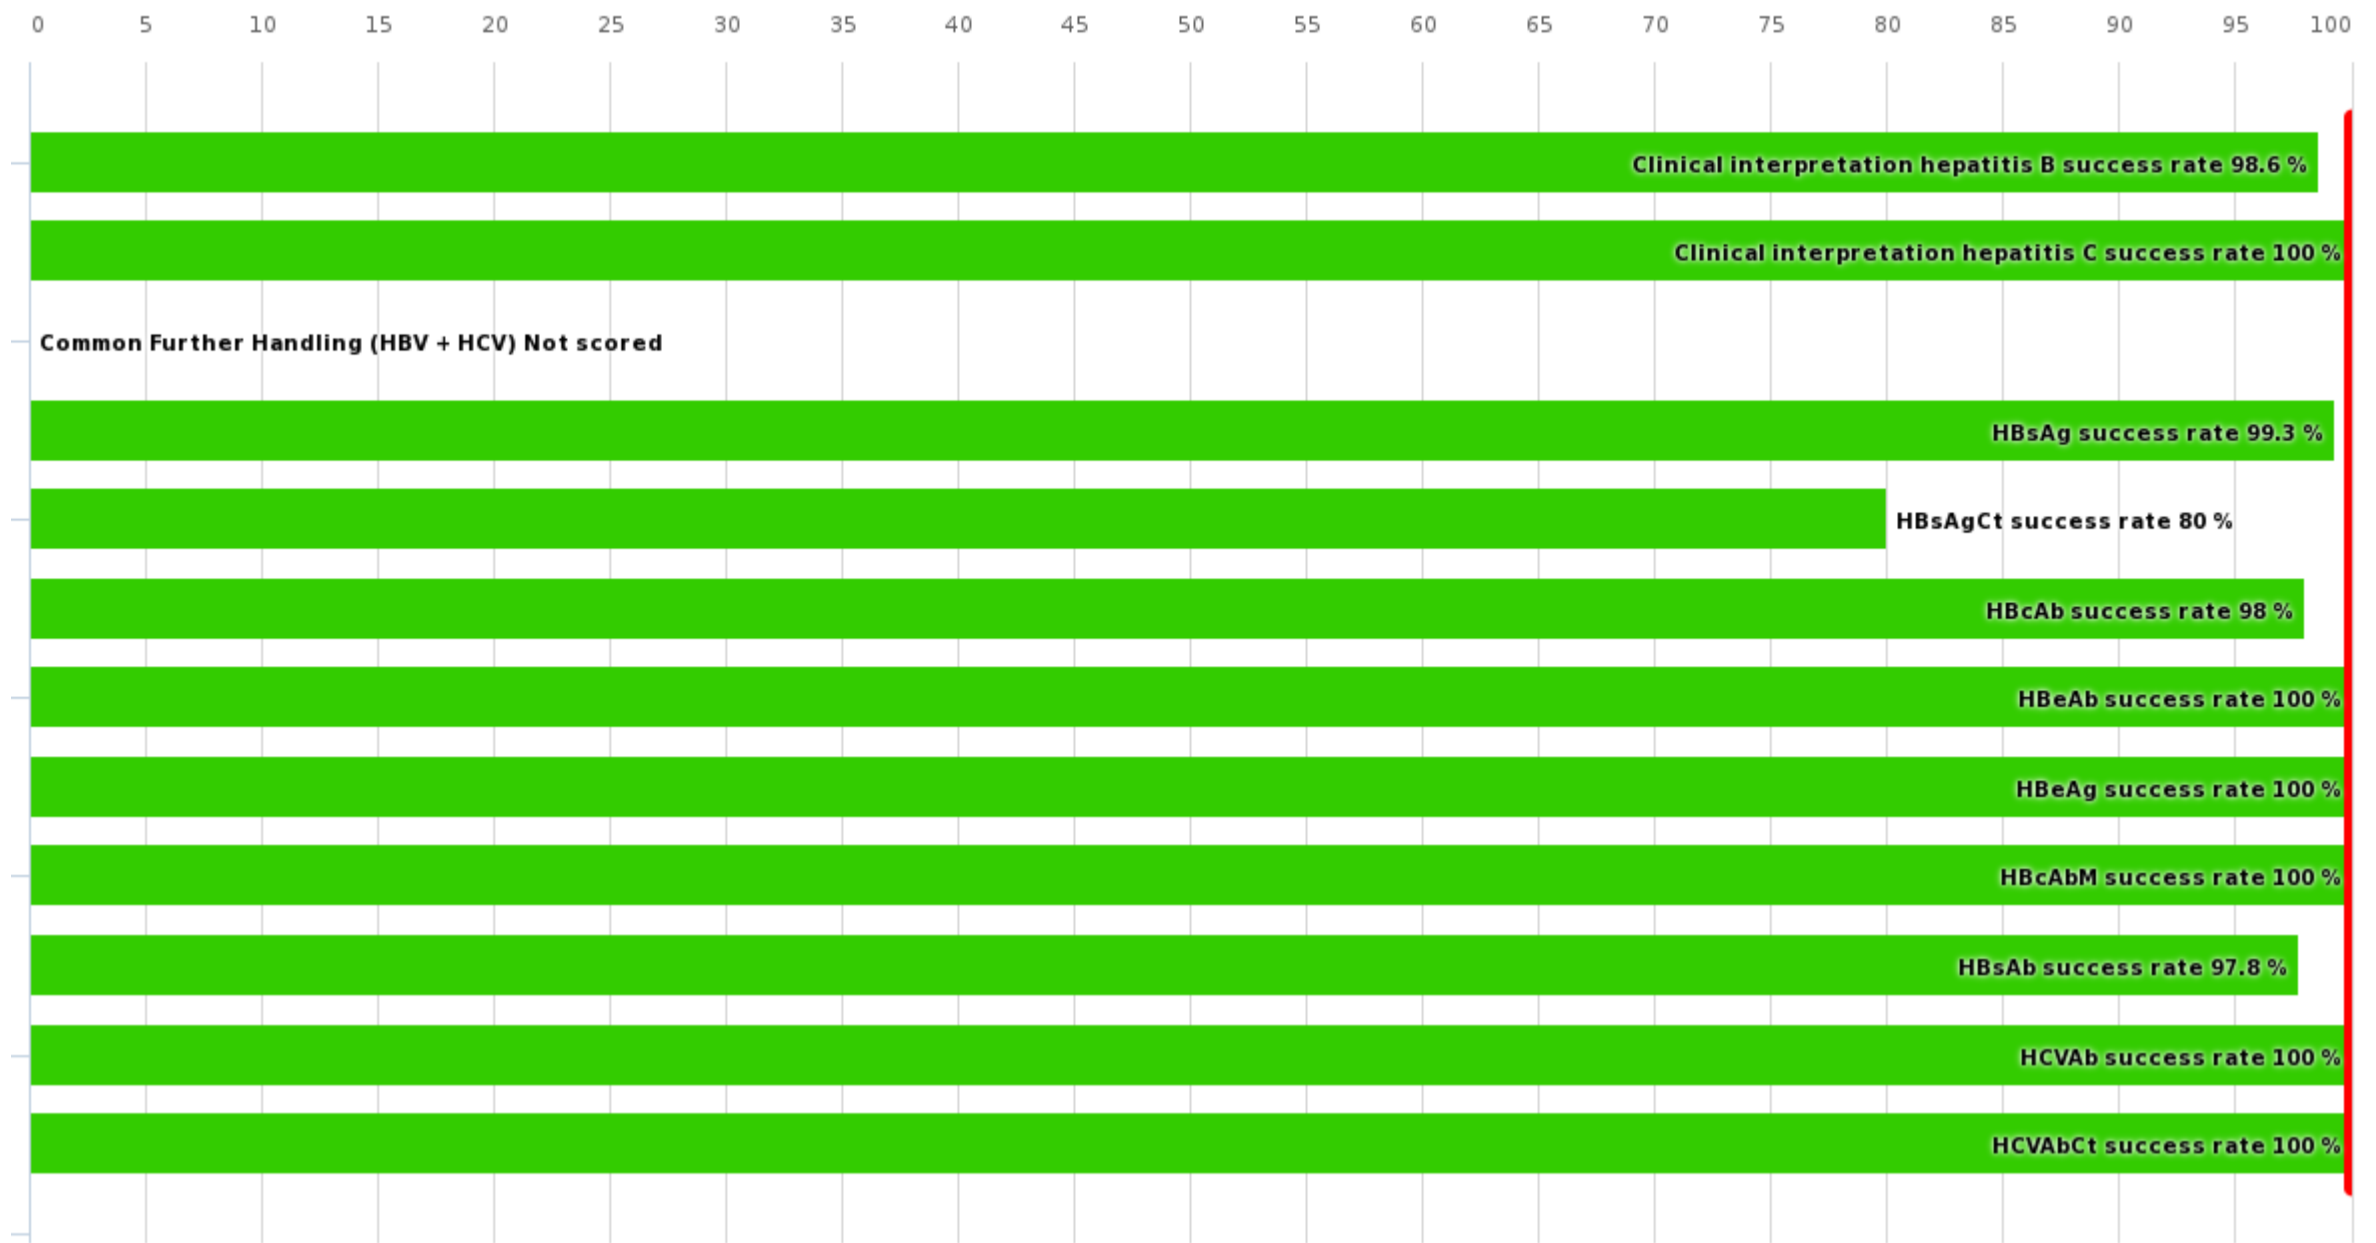 0 5 10 15 20 25 30 35 40 45 50 55 60 65 70 75 80 85 90 95 100
Clinical interpretation hepatitis B success rate 98.6 %
Clinical interpretation hepatitis C success rate 100 %
Common Further Handling (HBV + HCV) Not scored
HBsAg success rate 99.3 %
HBsAgCt success rate 80 %
HBcAb success rate 98 %
HBeAb success rate 100 %
HBeAg success rate 100 %
HBcAbM success rate 100 %
HBsAb success rate 97.8 %
HCVAb success rate 100 %
HCVAbCt success rate 100 %